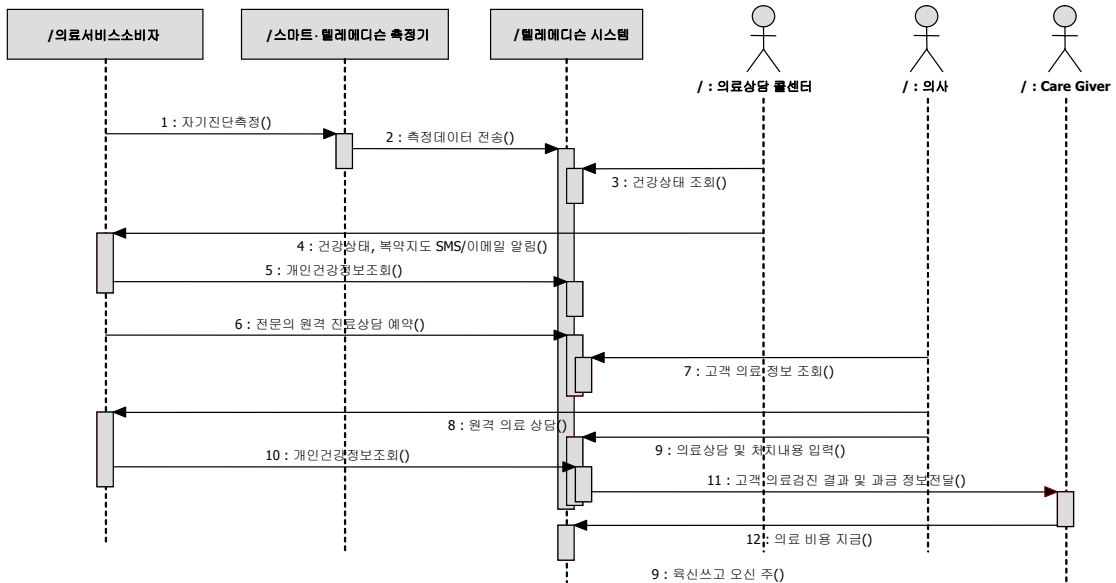 /의료서비스소비자
/스마트·텔레메디슨 측정기
/텔레메디슨 시스템
/ : 의료상담 콜센터
/ : 의사
/ : Care Giver
1 : 자기진단측정()
2 : 측정데이터 전송()
3 : 건강상태 조회()
4 : 건강상태, 복약지도 SMS/이메일 알림()
5 : 개인건강정보조회()
6 : 전문의 원격 진료상담 예약()
7 : 고객 의료 정보 조회()
8 : 원격 의료 상담()
9 : 의료상담 및 처치내용 입력()
10 : 개인건강정보조회()
11 : 고객 의료검진 결과 및 과금 정보전달()
12 : 의료 비용 지금()
9 : 육신쓰고 오신 주()